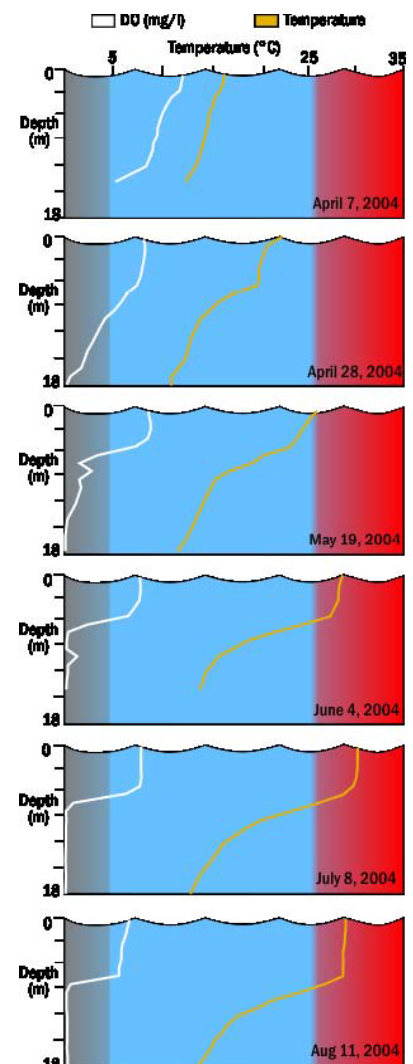 DO (mg/l) Temperature
Temperature (°C)
5 25 35
0
Depth
(m)
18
April 7, 2004
0
Depth
(m)
18
April 28, 2004
0
Depth
(m)
18
May 19, 2004
0
Depth
(m)
18
June 4, 2004
0
Depth
(m)
18
July 8, 2004
0
Depth
(m)
18
Aug 11, 2004